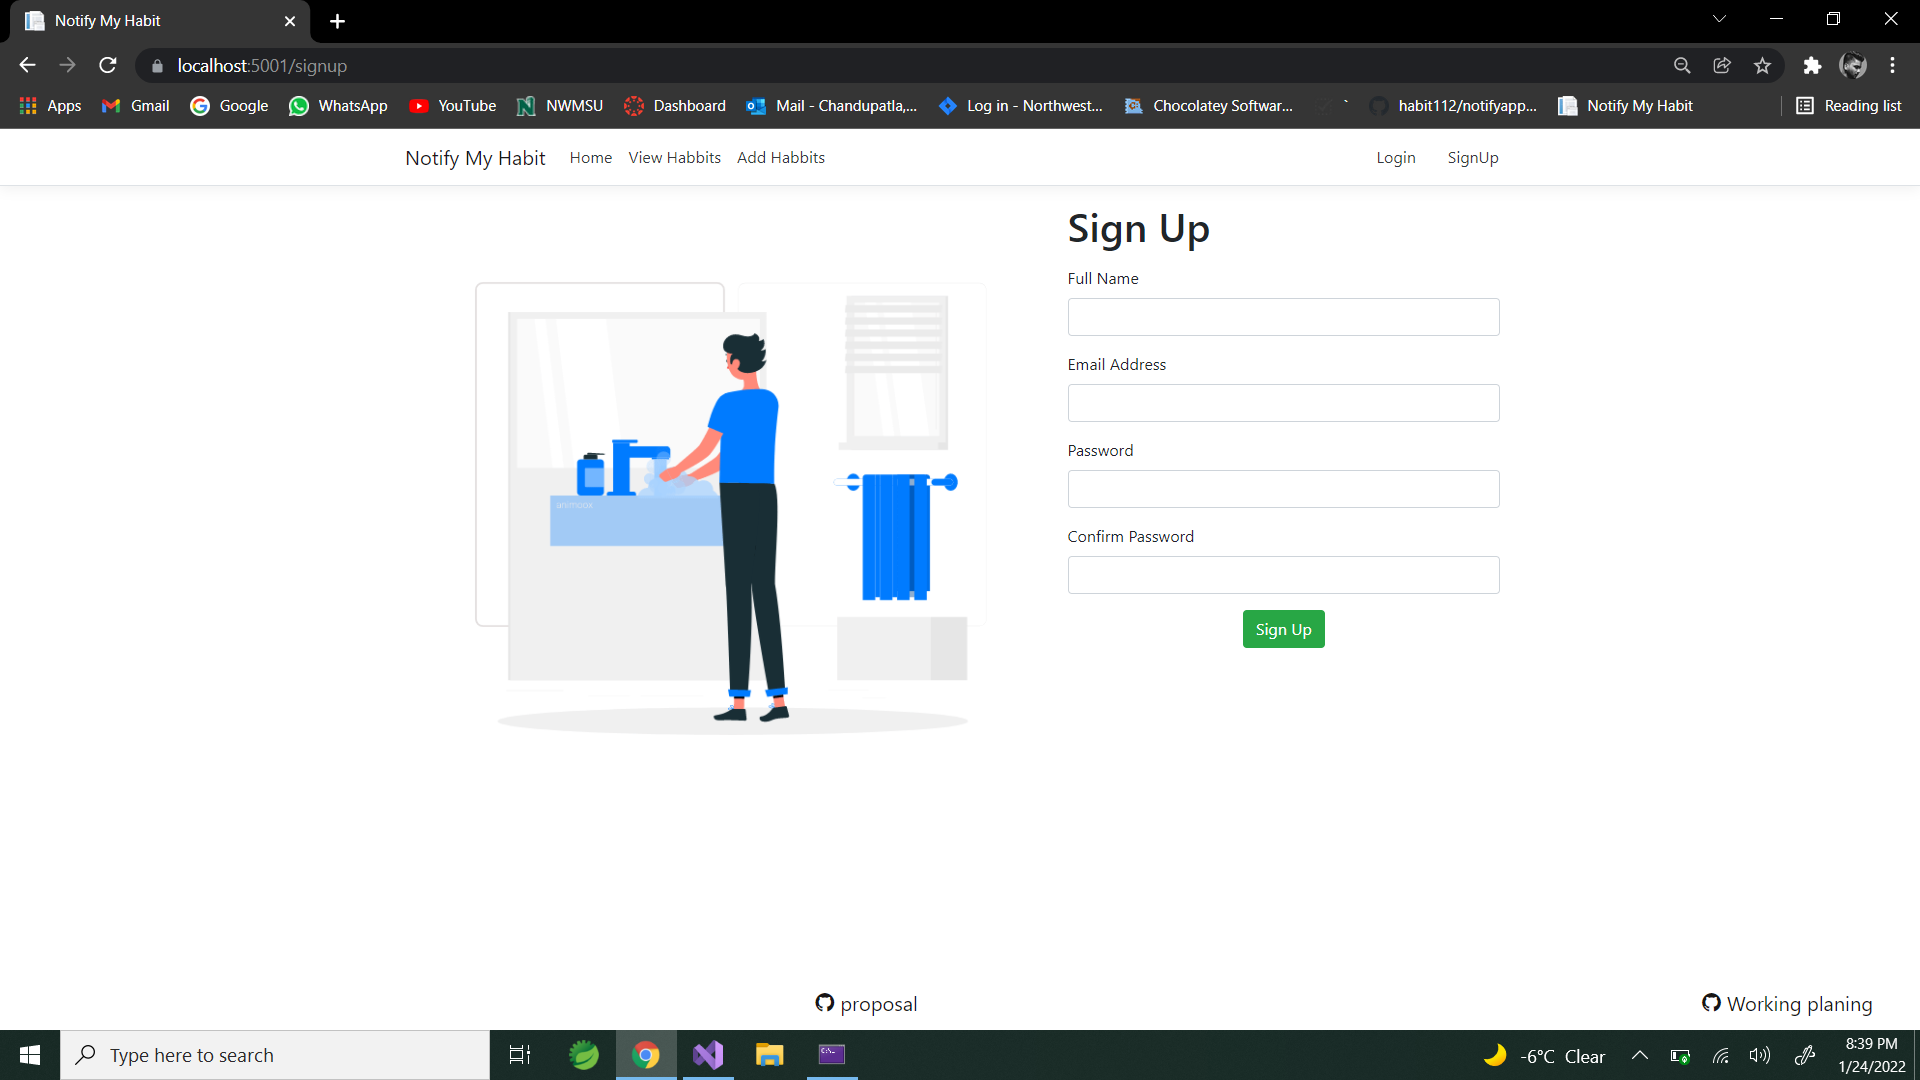 Notify My Habit
localhost:5001/signup
Apps Gmail Google WhatsApp YouTube NWMSU Dashboard Mail - Chandupatla,... Log in - Northwest... Chocolatey Softwar... ` habit112/notifyapp... Notify My Habit Reading list
Notify My Habit Home View Habbits Add Habbits Login SignUp
Sign Up
Full Name
Email Address
Password
Confirm Password
Sign Up
proposal Working planing
Type here to search
-6°C Clear
8:39 PM
1/24/2022